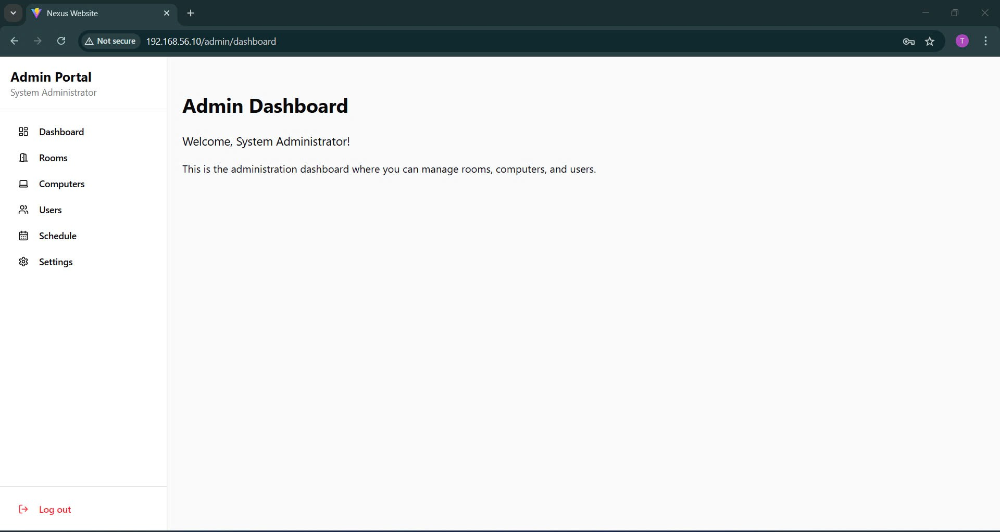 Nexus Website
Not secure
192.168.56.10/admin/dashboard
T
Admin Portal
System Administrator
Dashboard
Rooms
Computers
Users
Schedule
Settings
Log out
Admin Dashboard
Welcome, System Administrator!
This is the administration dashboard where you can manage rooms, computers, and users.